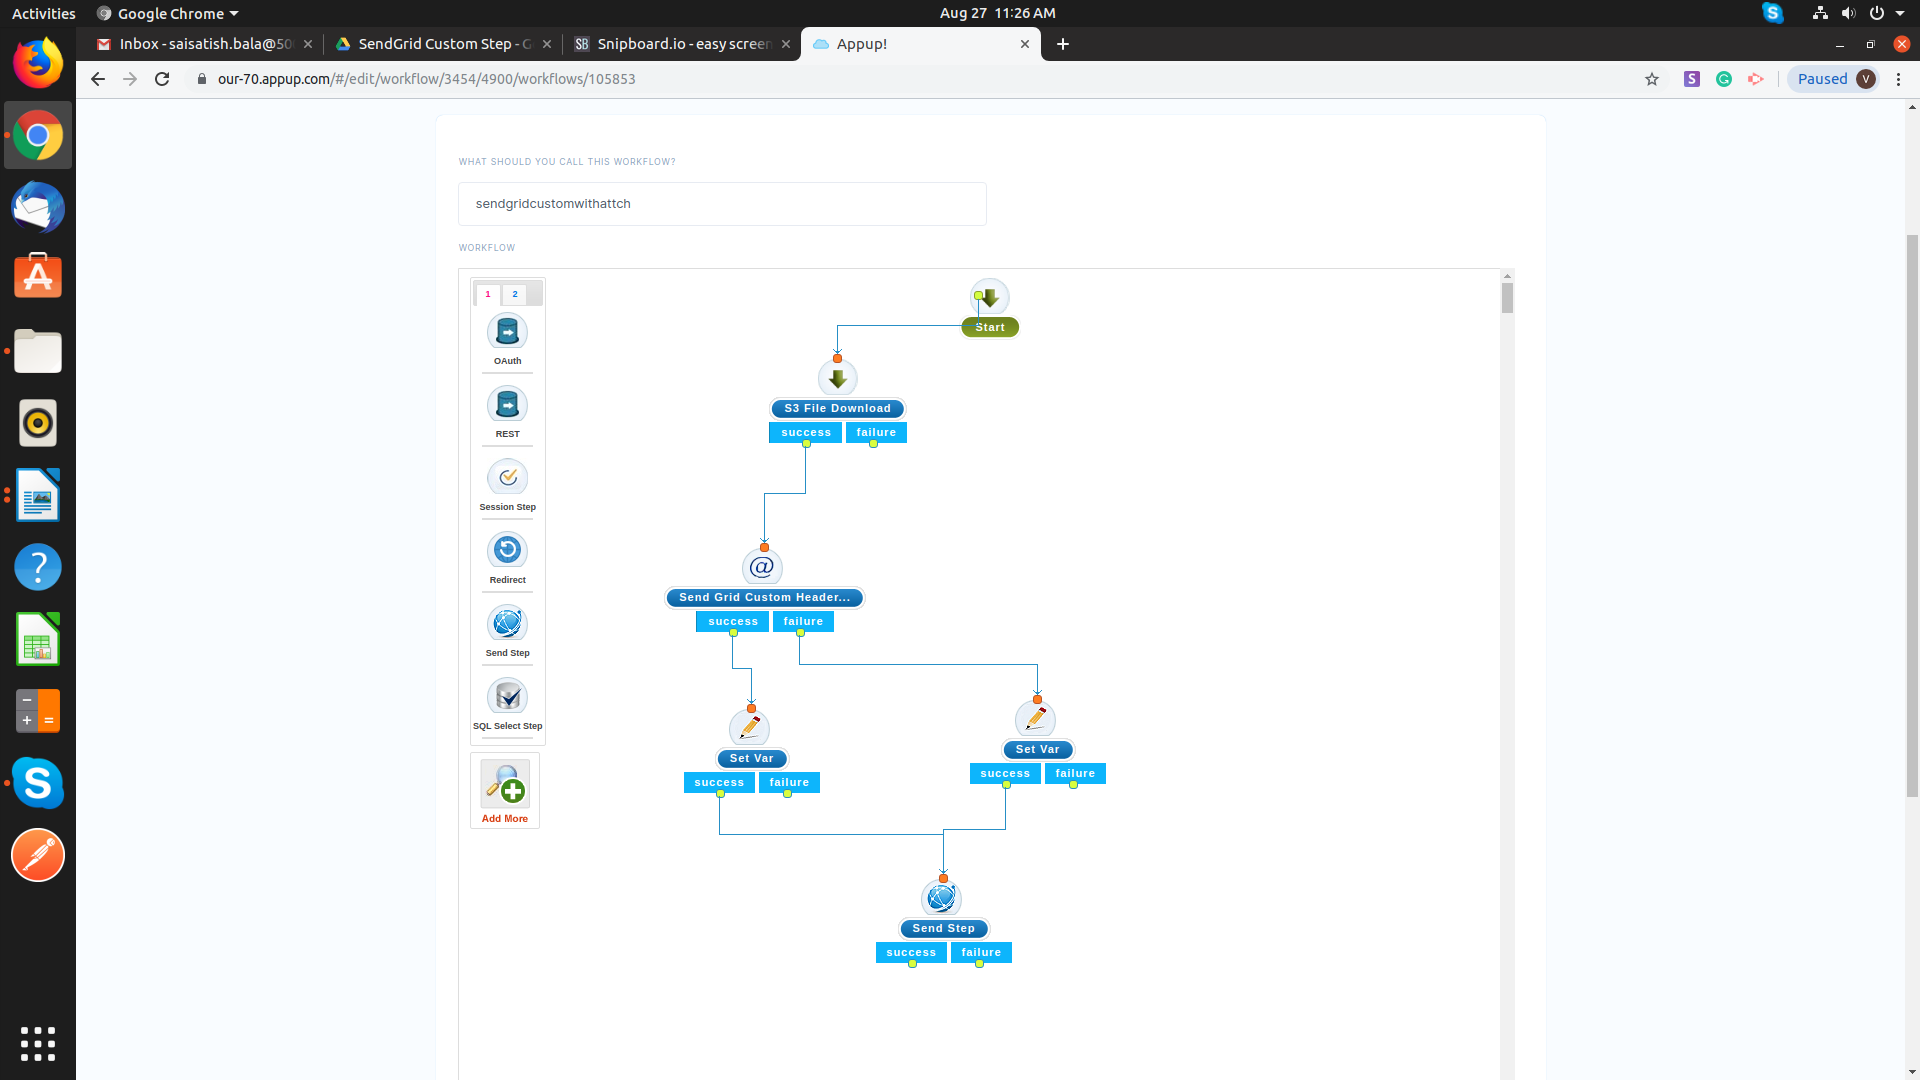 Activities
Google Chrome
Aug 27 11:26 AM
Inbox - saisatish.bala@50
SendGrid Custom Step - G
SB Snipboard.io - easy screen
Appup!
our-70.appup.com/#/edit/workflow/3454/4900/workflows/105853
S
G
Paused
V
WHAT SHOULD YOU CALL THIS WORKFLOW?
sendgridcustomwithattch
WORKFLOW
1 2
OAuth
REST
Session Step
Redirect
Send Step
SQL Select Step
Add More
Start
S3 File Download
success failure
@
Send Grid Custom Header...
success failure
Set Var
success failure
Set Var
success failure
Send Step
success failure